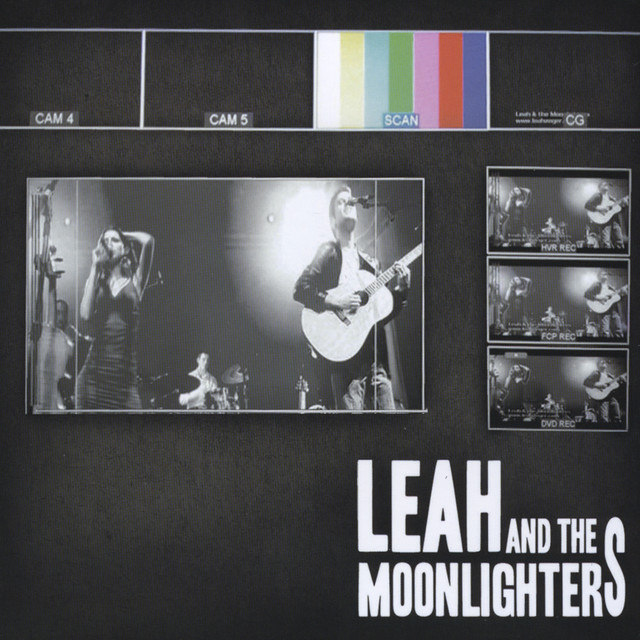 CAM 4
CAM 5
SCAN
CG
HVR REC
FCP REC
DVD REC
LEAH AND THE
MOONLIGHTERS